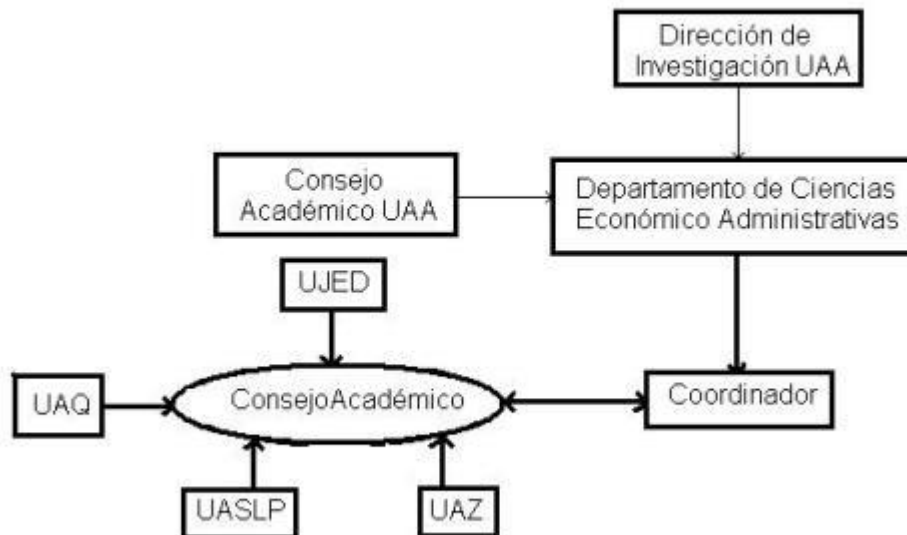 Dirección de
Investigación UAA
Consejo
Académico UAA
Departamento de Ciencias
Económico Administrativas
UJED
UAQ
ConsejoAcadémico
Coordinador
UASLP
UAZ